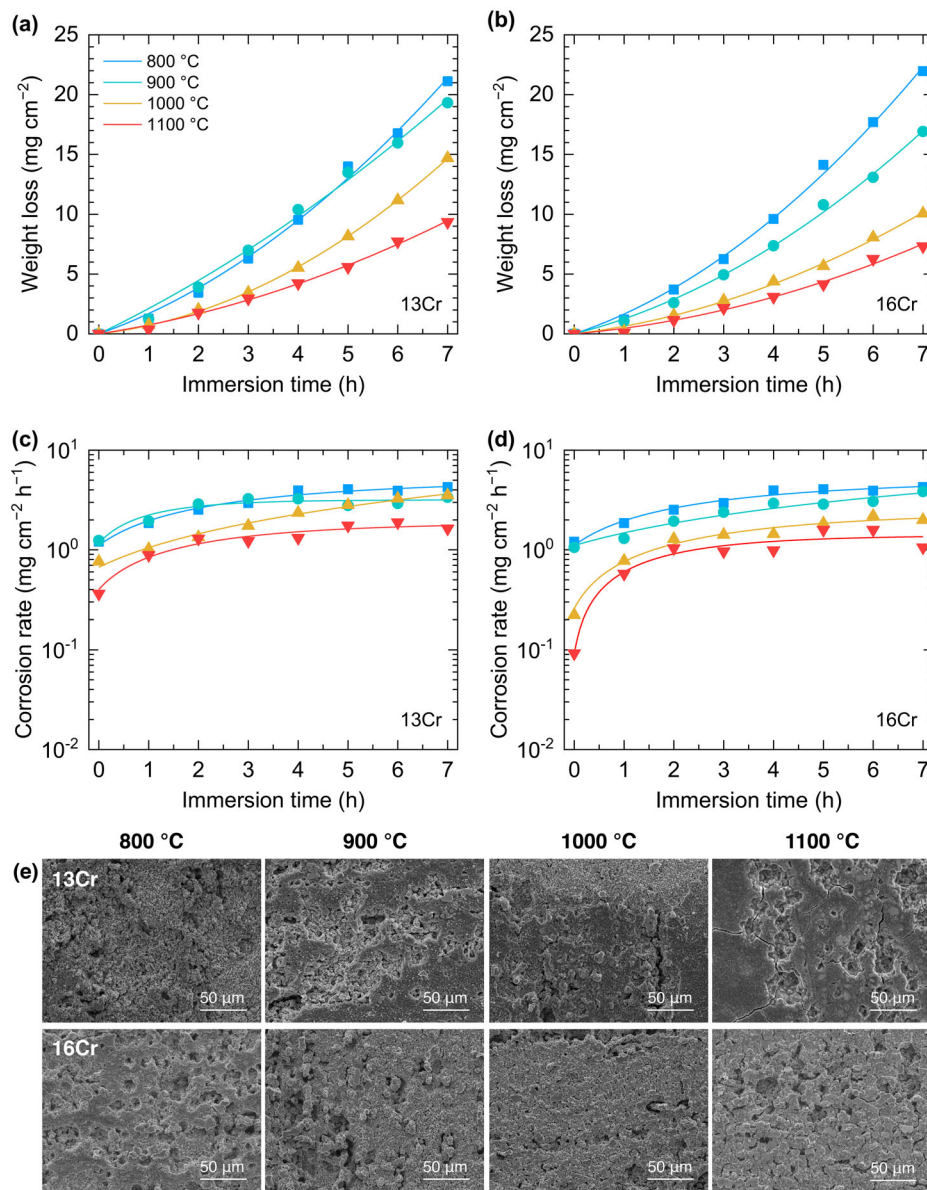 (a)
25
20
15
10
5
0
Weight loss (mg cm⁻²)
800 °C
900 °C
1000 °C
1100 °C
13Cr
0 1 2 3 4 5 6 7
Immersion time (h)
(b)
25
20
15
10
5
0
Weight loss (mg cm⁻²)
16Cr
0 1 2 3 4 5 6 7
Immersion time (h)
(c)
10¹
10⁰
10⁻¹
10⁻²
Corrosion rate (mg cm⁻² h⁻¹)
13Cr
0 1 2 3 4 5 6 7
Immersion time (h)
(d)
10¹
10⁰
10⁻¹
10⁻²
Corrosion rate (mg cm⁻² h⁻¹)
16Cr
0 1 2 3 4 5 6 7
Immersion time (h)
800 °C 900 °C 1000 °C 1100 °C
(e)
13Cr
50 µm 50 µm 50 µm 50 µm
16Cr
50 µm 50 µm 50 µm 50 µm